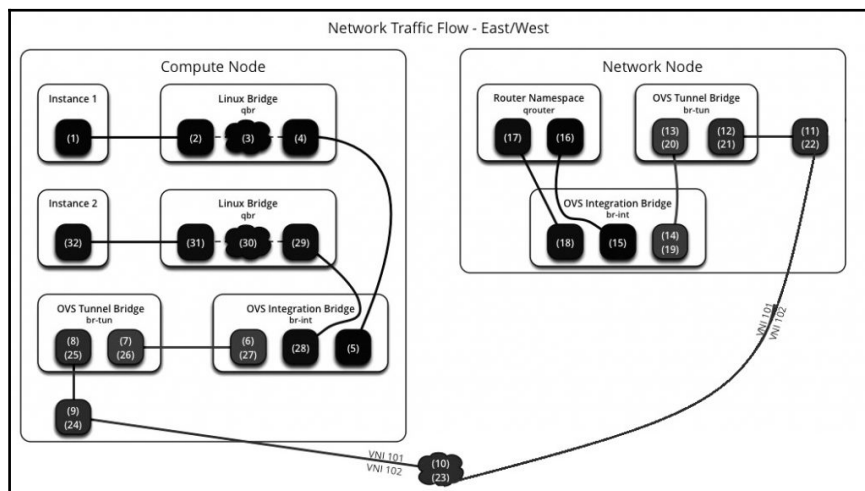 Network Traffic Flow - East/West
Compute Node
Instance 1
(1)
Linux Bridge
qbr
(2)
(3)
(4)
Instance 2
(32)
Linux Bridge
qbr
(31)
(30)
(29)
OVS Tunnel Bridge
br-tun
(8)
(25)
(7)
(26)
OVS Integration Bridge
br-int
(6)
(27)
(28)
(5)
(9)
(24)
VNI 101
VNI 102
(10)
(23)
Network Node
Router Namespace
qrouter
(17)
(16)
OVS Tunnel Bridge
br-tun
(13)
(20)
(12)
(21)
(11)
(22)
OVS Integration Bridge
br-int
(18)
(15)
(14)
(19)
VNI 101
VNI 102